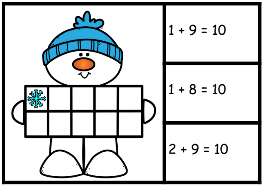 1 + 9 = 10
1 + 8 = 10
2 + 9 = 10